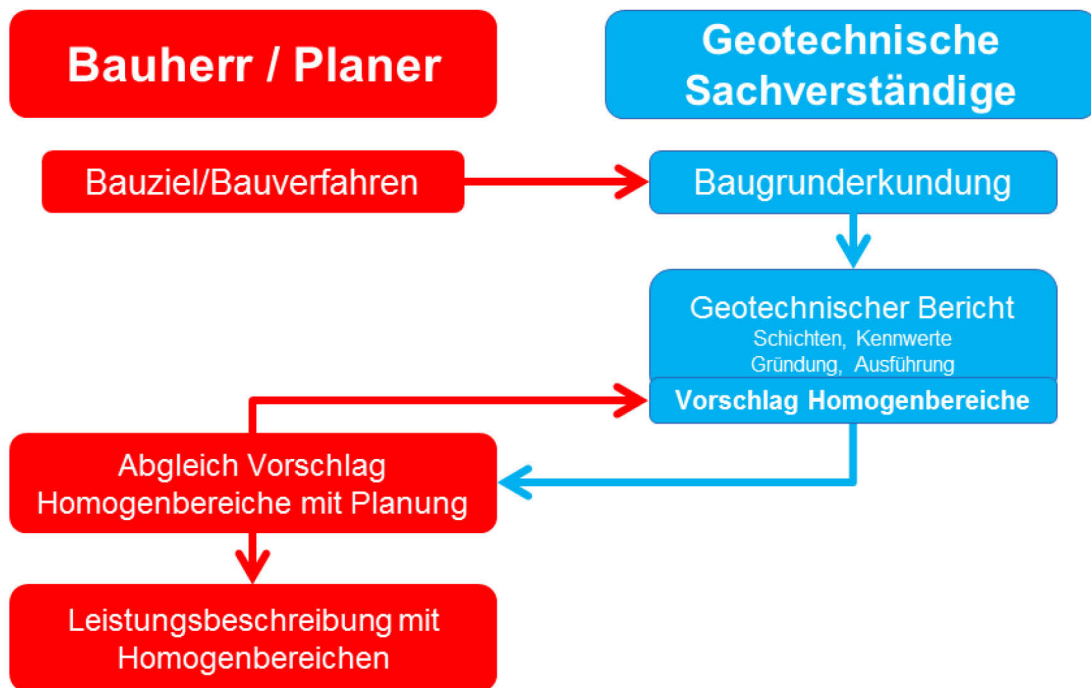 Bauherr / Planer
Geotechnische
Sachverständige
Bauziel/Bauverfahren
Baugrunderkundung
Geotechnischer Bericht
Schichten, Kennwerte
Gründung, Ausführung
Vorschlag Homogenbereiche
Abgleich Vorschlag
Homogenbereiche mit Planung
Leistungsbeschreibung mit
Homogenbereichen